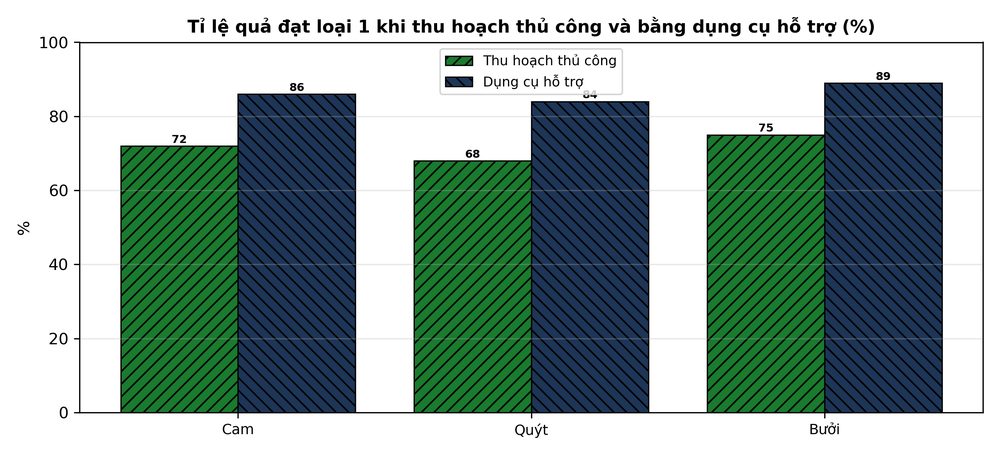 Tỉ lệ quả đạt loại 1 khi thu hoạch thủ công và bằng dụng cụ hỗ trợ (%)
Thu hoạch thủ công
Dụng cụ hỗ trợ
%
100
80
60
40
20
0
72
86
68
84
75
89
Cam
Quýt
Bưởi